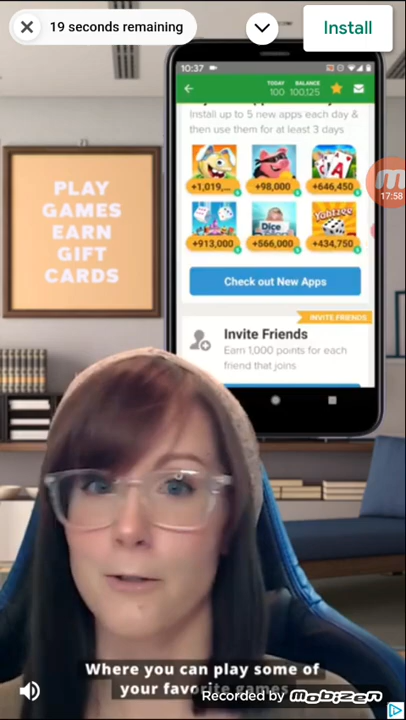 19 seconds remaining
Install
10:37
TODAY
100
BALANCE
100,125
Install up to 5 new apps each day &
then use them for at least 3 days
+1,019,...
+98,000
+646,450
Dice
Yahtzee
+913,000
+566,000
+434,750
Check out New Apps
INVITE FRIENDS
Invite Friends
Earn 1,000 points for each
friend that joins
PLAY
GAMES
EARN
GIFT
CARDS
17:58
Where you can play some of
your favorite games
Recorded by Mobizen